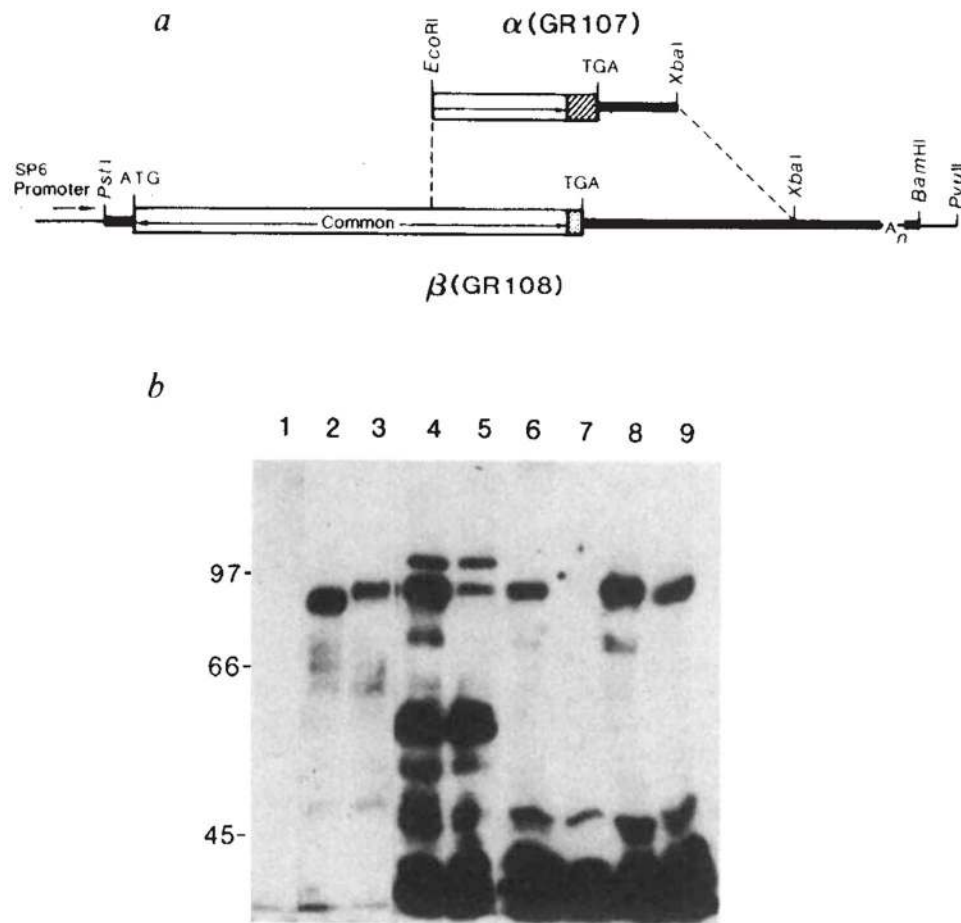 a
α(GR107)
EcoRI
TGA
XbaI
SP6
Promoter
PstI
ATG
TGA
XbaI
BamHI
PvuII
Common
An
β(GR108)
b
1 2 3 4 5 6 7 8 9
97-
66-
45-